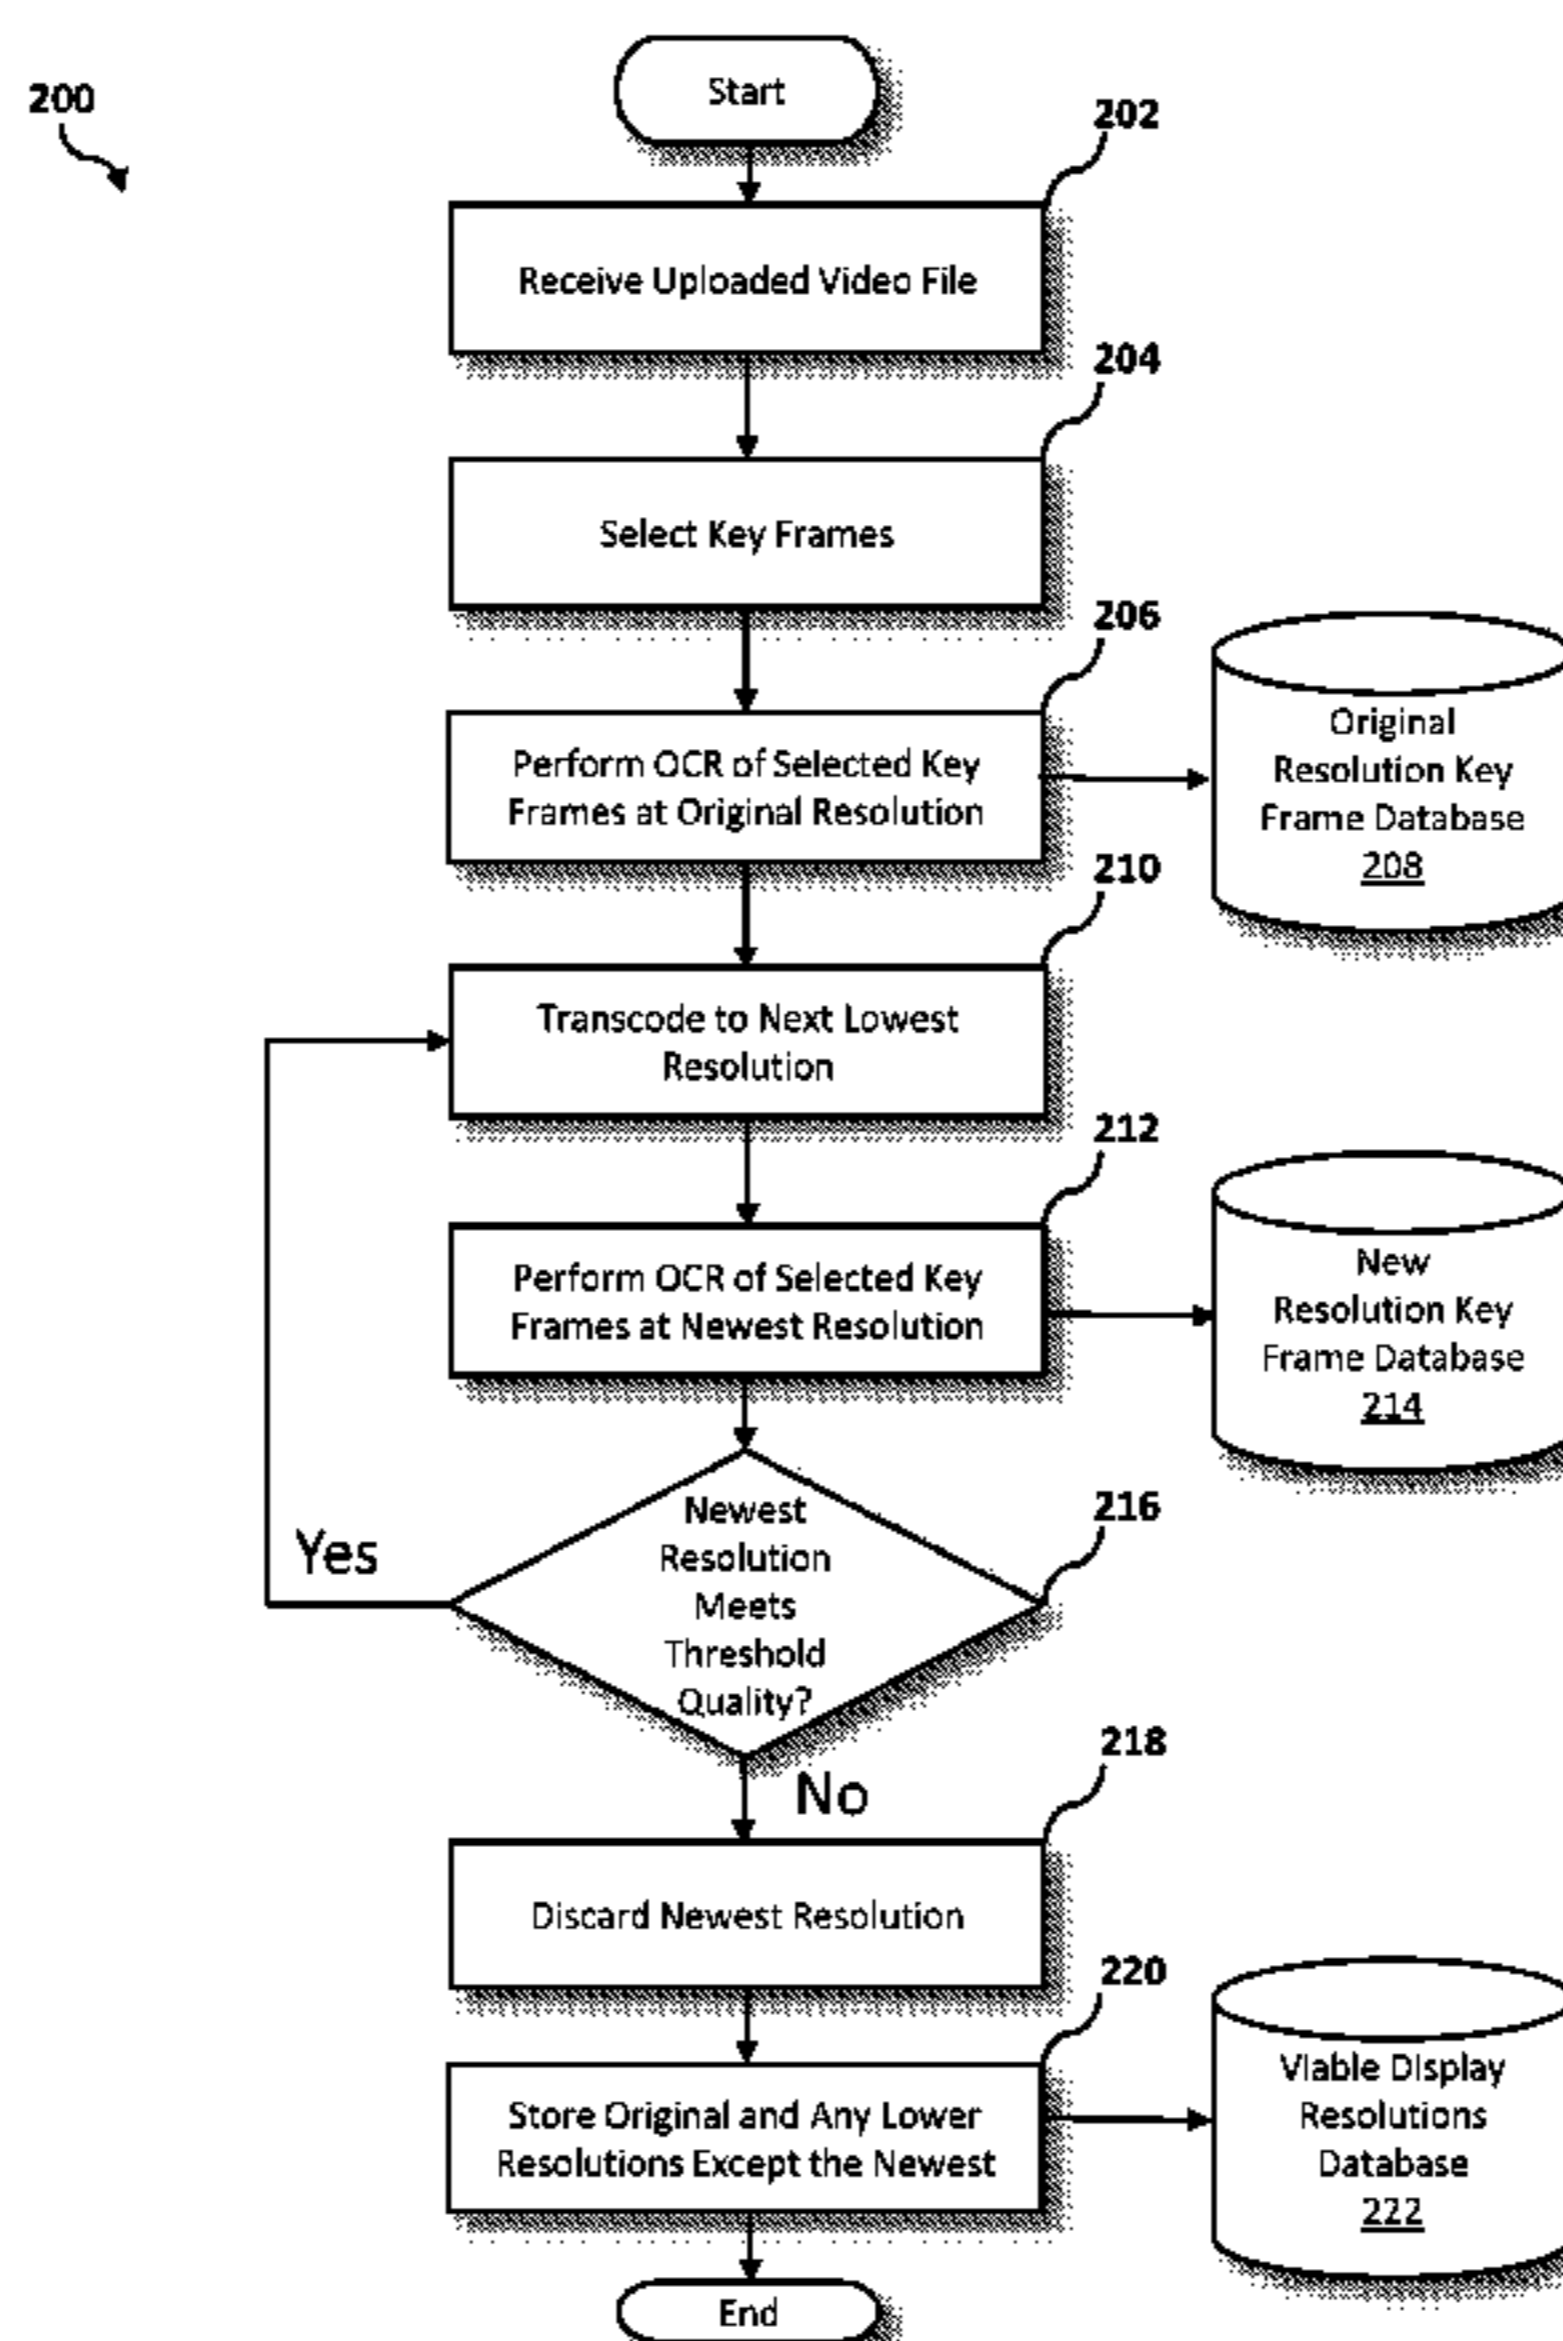 Start
200
202
Receive Uploaded Video File
204
Select Key Frames
206
Perform OCR of Selected Key
Frames at Original Resolution
Original
Resolution Key
Frame Database
208
210
Transcode to Next Lowest
Resolution
212
Perform OCR of Selected Key
Frames at Newest Resolution
New
Resolution Key
Frame Database
214
216
Newest
Resolution
Meets
Threshold
Quality?
Yes
No
218
Discard Newest Resolution
220
Store Original and Any Lower
Resolutions Except the Newest
Viable Display
Resolutions
Database
222
End